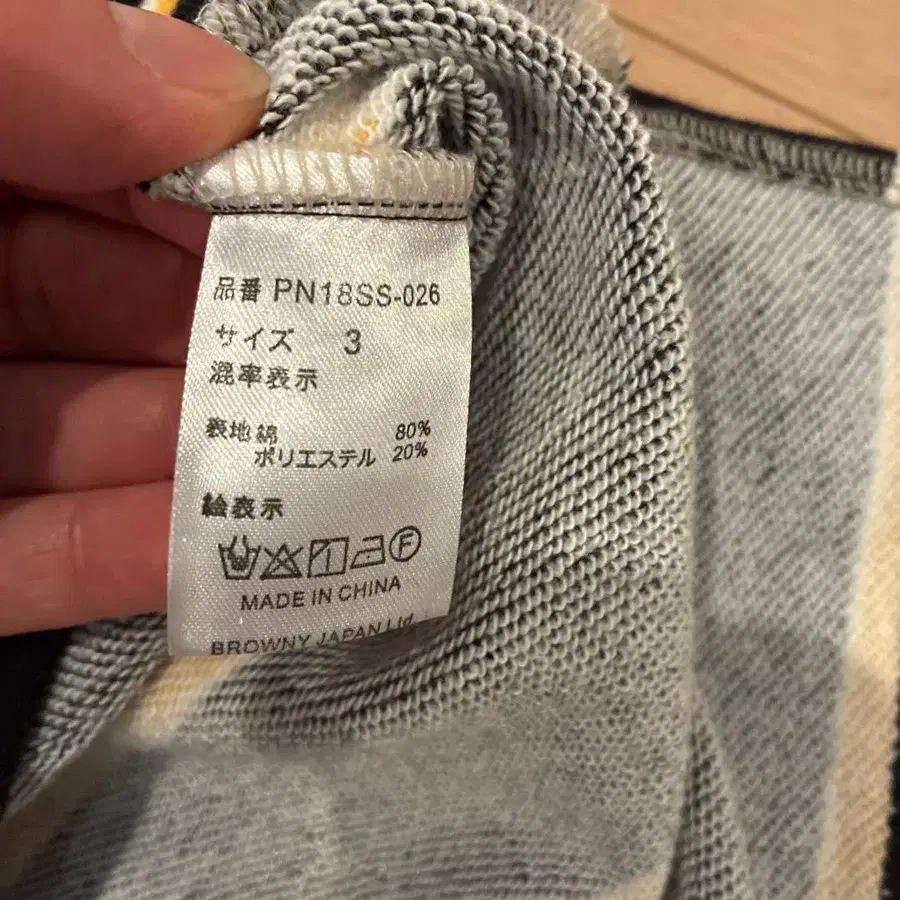 品番 PN18SS-026
サイズ 3
混率表示
表地 綿 80%
ポリエステル 20%
絵表示
MADE IN CHINA
BROWNY JAPAN Ltd.